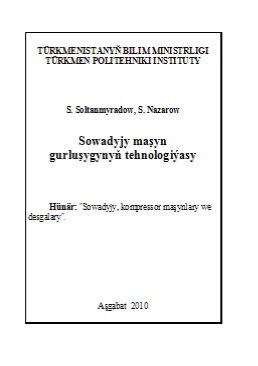 TÜRKMENISTANYŇ BILIM MINISTRLIGI
TÜRKMEN POLITEHNIKI INSTITUTY
S. Soltanmyradow, S. Nazarow
Sowadyjy maşyn
gurluşygynyň tehnologiýasy
Hünär: "Sowadyjy, kompressor maşynlary we
desgalary".
Aşgabat 2010